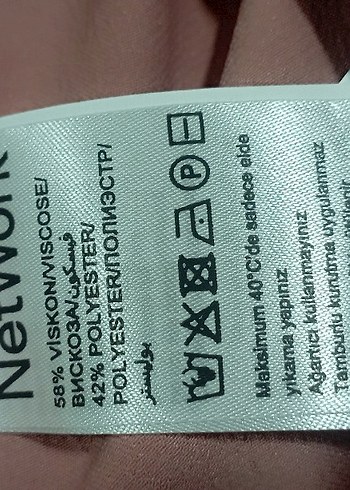 Network
58% VİSKON/VISCOSE/
ВИСКОЗА/فيسكون
42% POLYESTER/
POLYESTER/ПОЛИЭСТР/
بوليستر
P
Maksimum 40°C'de sadece elde
yıkama yapınız
Ağartıcı kullanmayınız
Tamburlu kurutma uygulanmaz